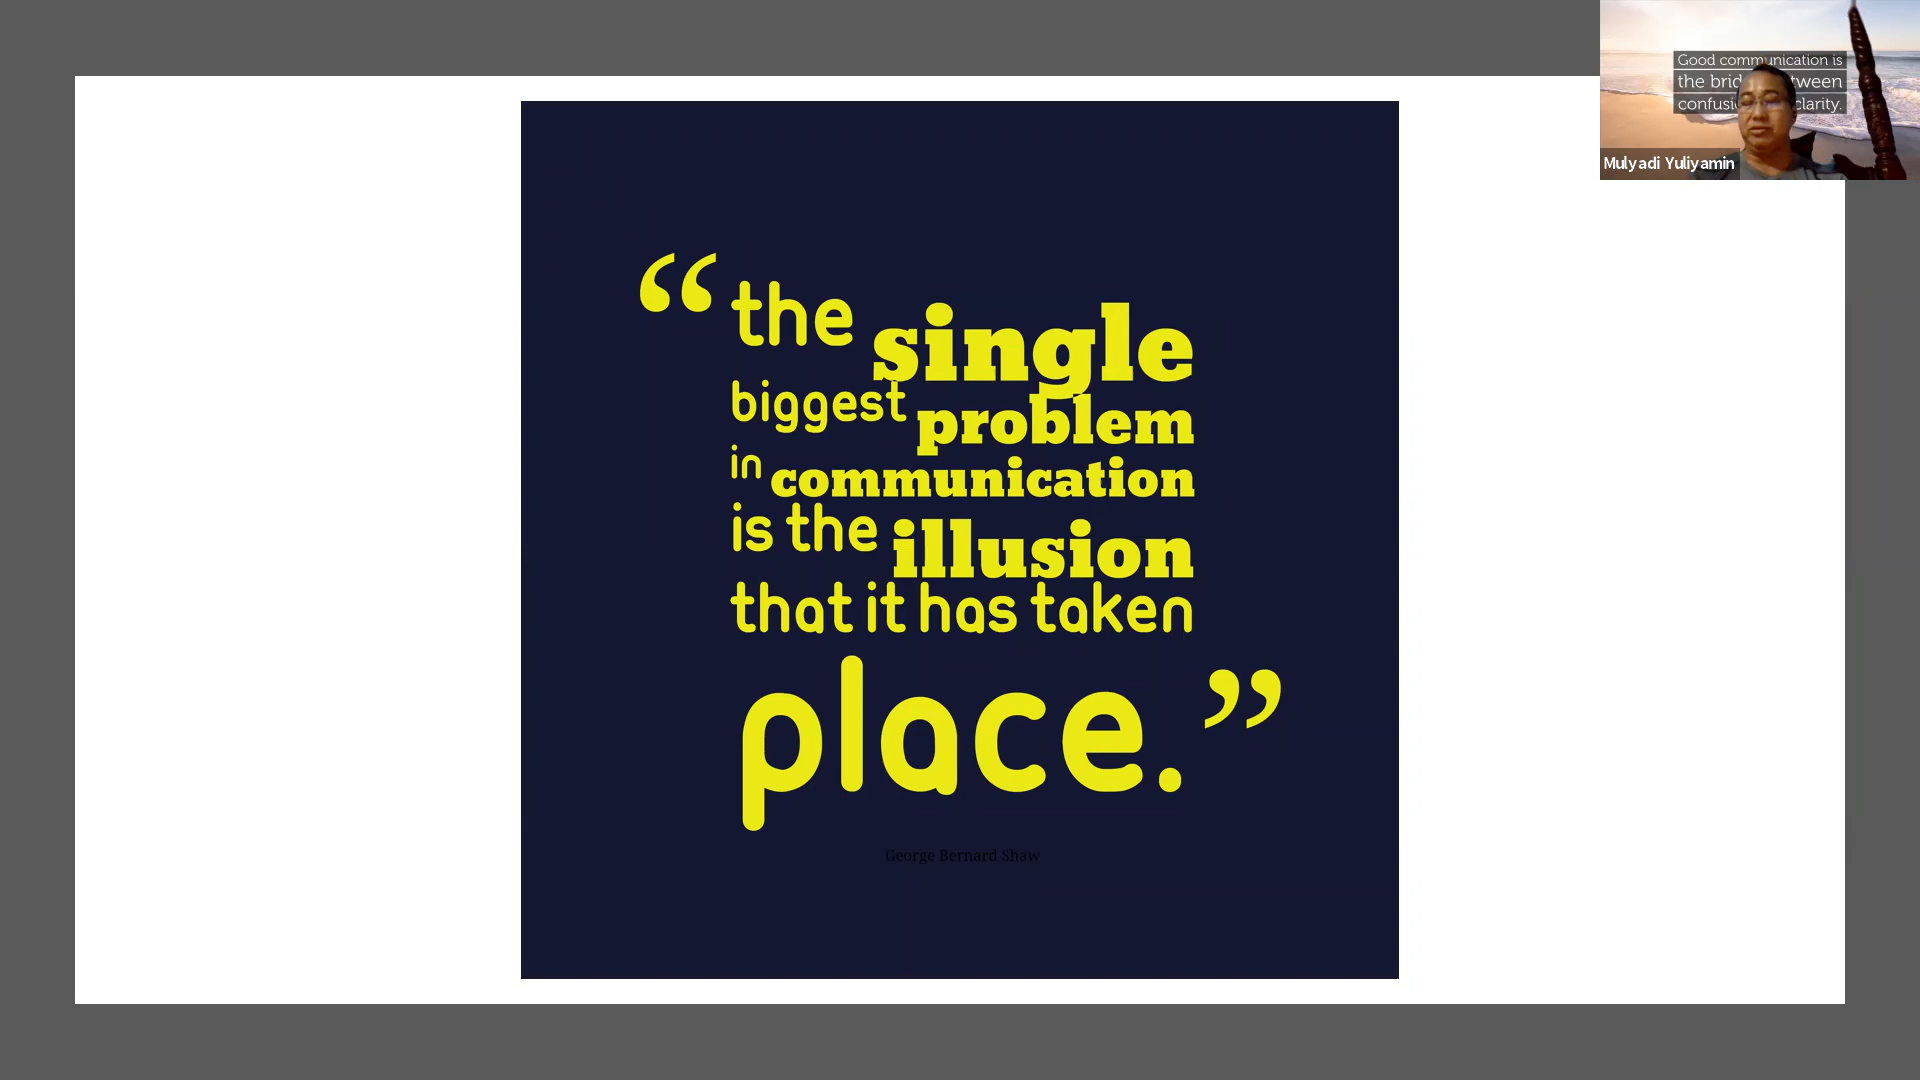 “the single
biggest problem
in communication
is the illusion
that it has taken
place.”
George Bernard Shaw
Good communication is
the brid tween
confusi clarity.
Mulyadi Yuliyamin